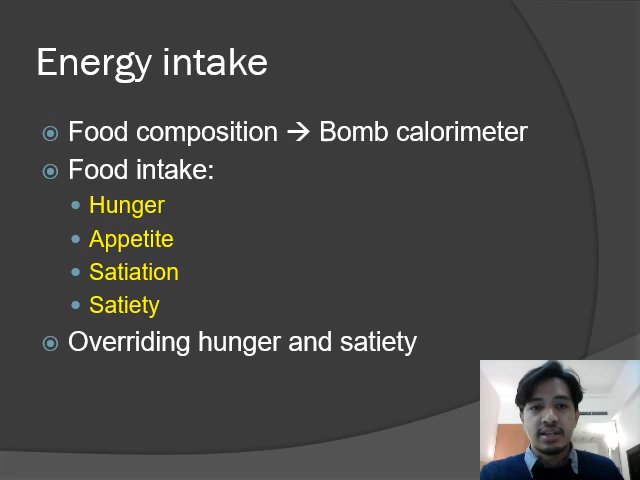 Energy intake
Food composition → Bomb calorimeter
Food intake:
Hunger
Appetite
Satiation
Satiety
Overriding hunger and satiety